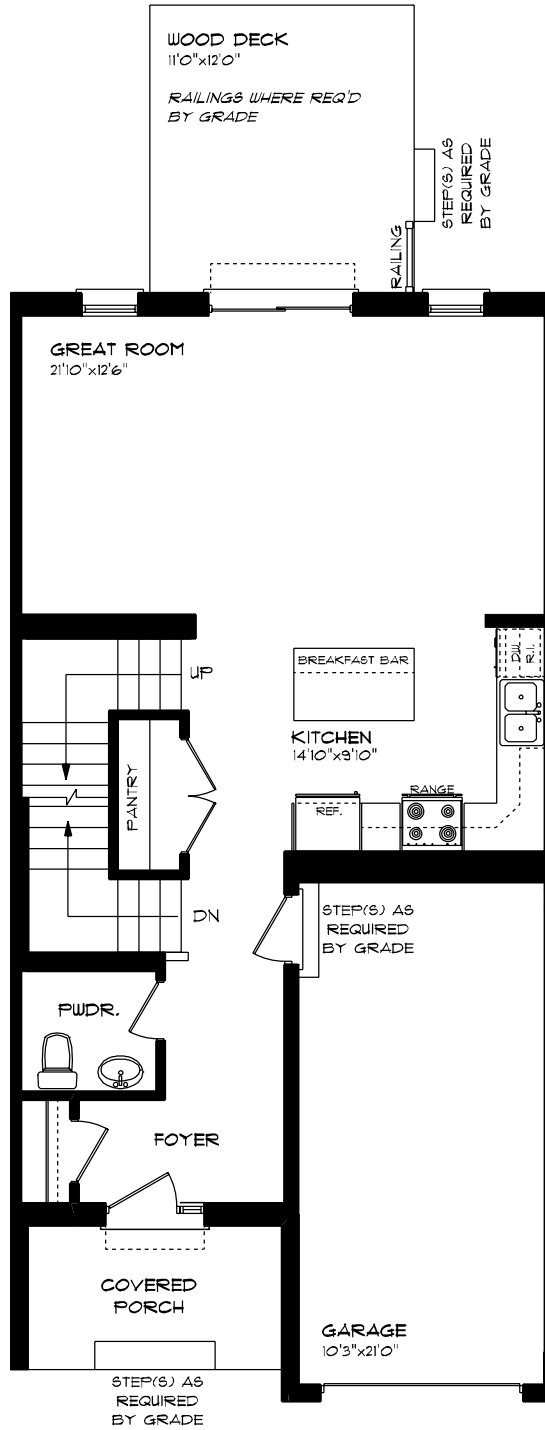 WOOD DECK
11'0"x12'0"
RAILINGS WHERE REQ'D
BY GRADE
STEP(S) AS
REQUIRED
BY GRADE
RAILING
GREAT ROOM
21'10"x12'6"
UP
BREAKFAST BAR
D.W.
R.I.
KITCHEN
14'10"x9'10"
PANTRY
REF.
RANGE
DN
STEP(S) AS
REQUIRED
BY GRADE
PWDR.
FOYER
COVERED
PORCH
GARAGE
10'3"x21'0"
STEP(S) AS
REQUIRED
BY GRADE